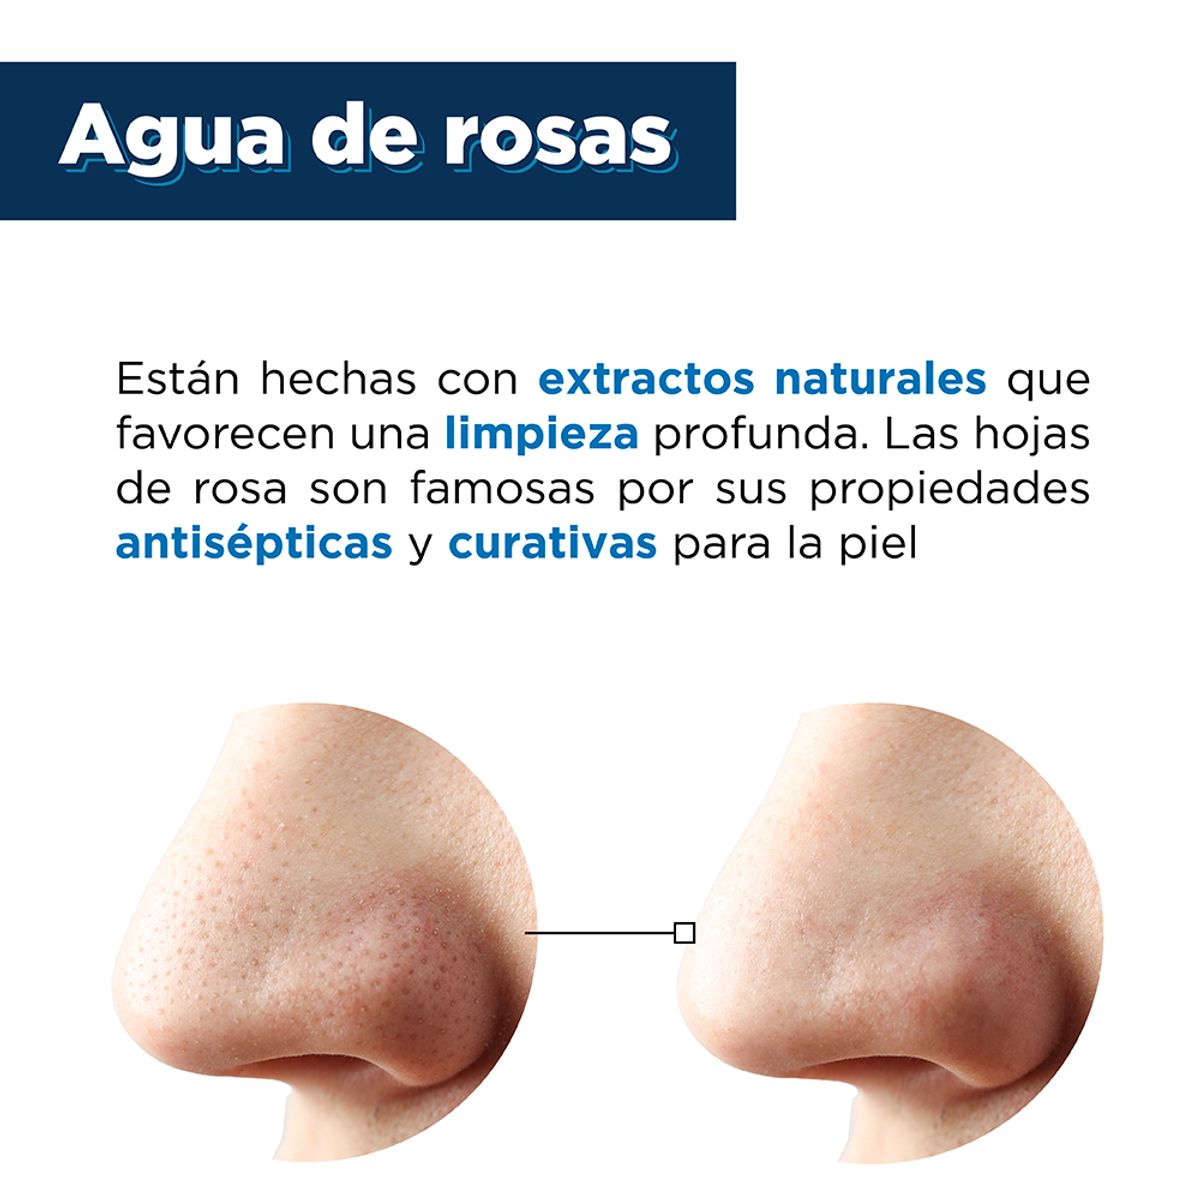 Agua de rosas
Están hechas con extractos naturales que
favorecen una limpieza profunda. Las hojas
de rosa son famosas por sus propiedades
antisépticas y curativas para la piel